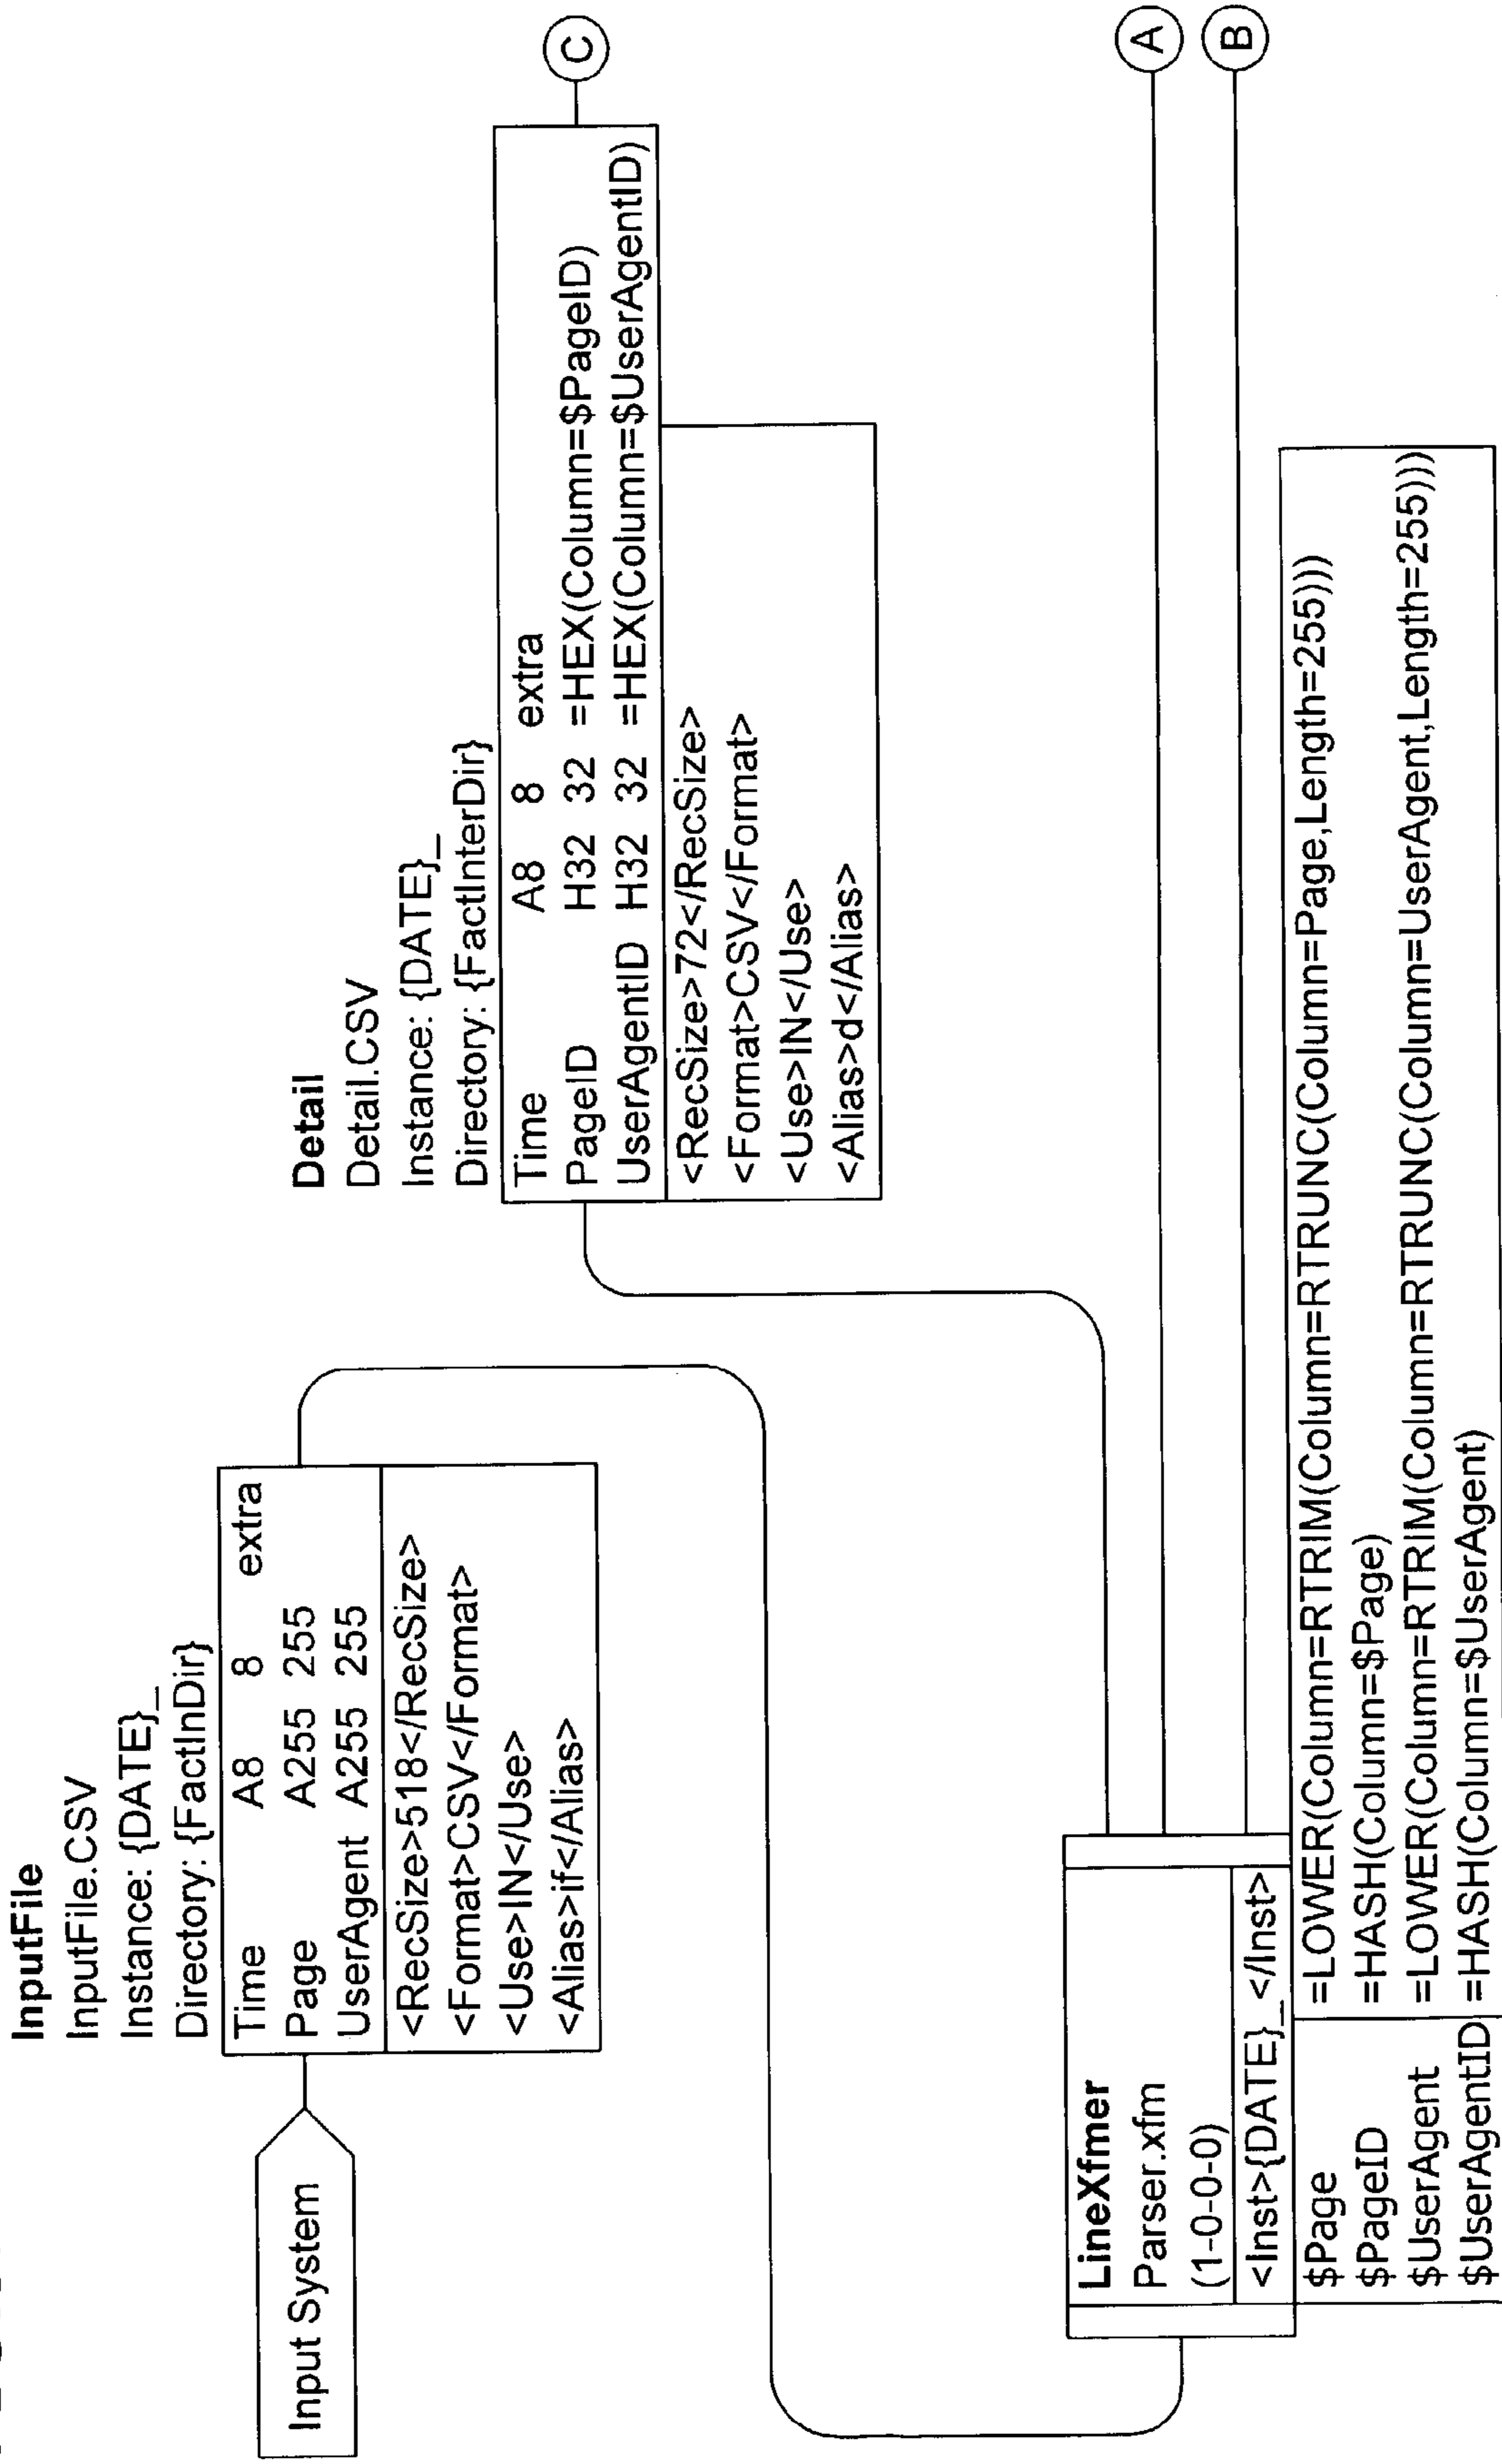 InputFile
InputFile.CSV
Instance: {DATE}_
Directory: {FactInDir}
Input System
Time A8 8 extra
Page A255 255
UserAgent A255 255
<RecSize>518</RecSize>
<Format>CSV</Format>
<Use>IN</Use>
<Alias>if</Alias>
Detail
Detail.CSV
Instance: {DATE}_
Directory: {FactInterDir}
Time A8 8 extra
PageID H32 32 =HEX(Column=$PageID)
UserAgentID H32 32 =HEX(Column=$UserAgentID)
<RecSize>72</RecSize>
<Format>CSV</Format>
<Use>IN</Use>
<Alias>d</Alias>
C
A
B
LineXfmer
Parser.xfm
(1-0-0-0)
<Inst>{DATE}_</Inst>
$Page =LOWER(Column=RTRIM(Column=RTRUNC(Column=Page,Length=255))))
$PageID =HASH(Column=$Page)
$UserAgent =LOWER(Column=RTRIM(Column=RTRUNC(Column=UserAgent,Length=255)))
$UserAgentID =HASH(Column=$UserAgent)